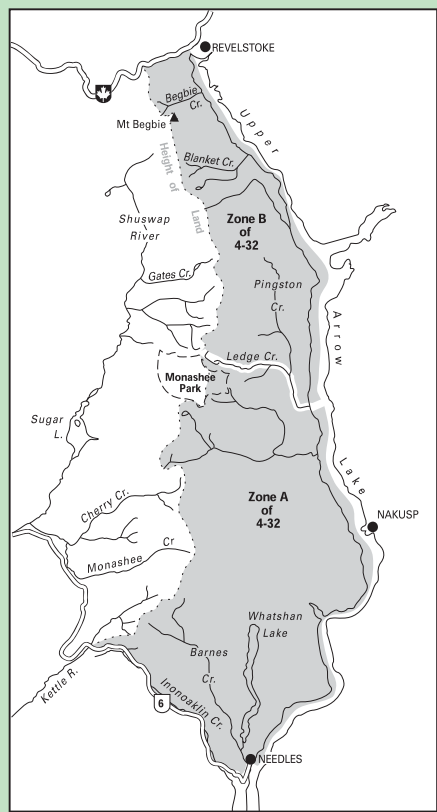 REVELSTOKE
Begbie
Cr.
Mt Begbie
Upper
Blanket Cr.
Height of
Land
Shuswap
River
Zone B
of
4-32
Gates Cr.
Pingston
Cr.
Arrow
Ledge Cr.
Monashee
Park
Sugar
L.
Lake
Zone A
of
4-32
Cherry Cr.
NAKUSP
Monashee Cr
Whatshan
Lake
Barnes
Cr.
Kettle R.
Inonoaklin Cr.
6
NEEDLES